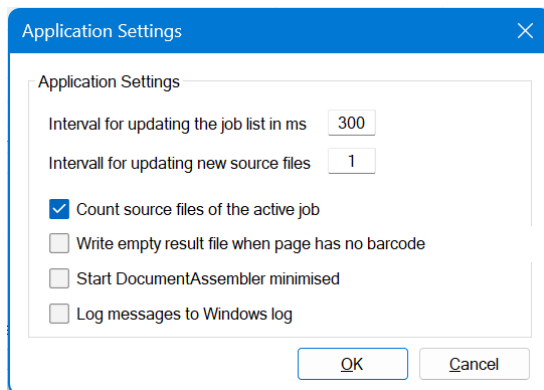 Application Settings
Application Settings
Interval for updating the job list in ms 300
Intervall for updating new source files 1
Count source files of the active job
Write empty result file when page has no barcode
Start DocumentAssembler minimised
Log messages to Windows log
OK Cancel